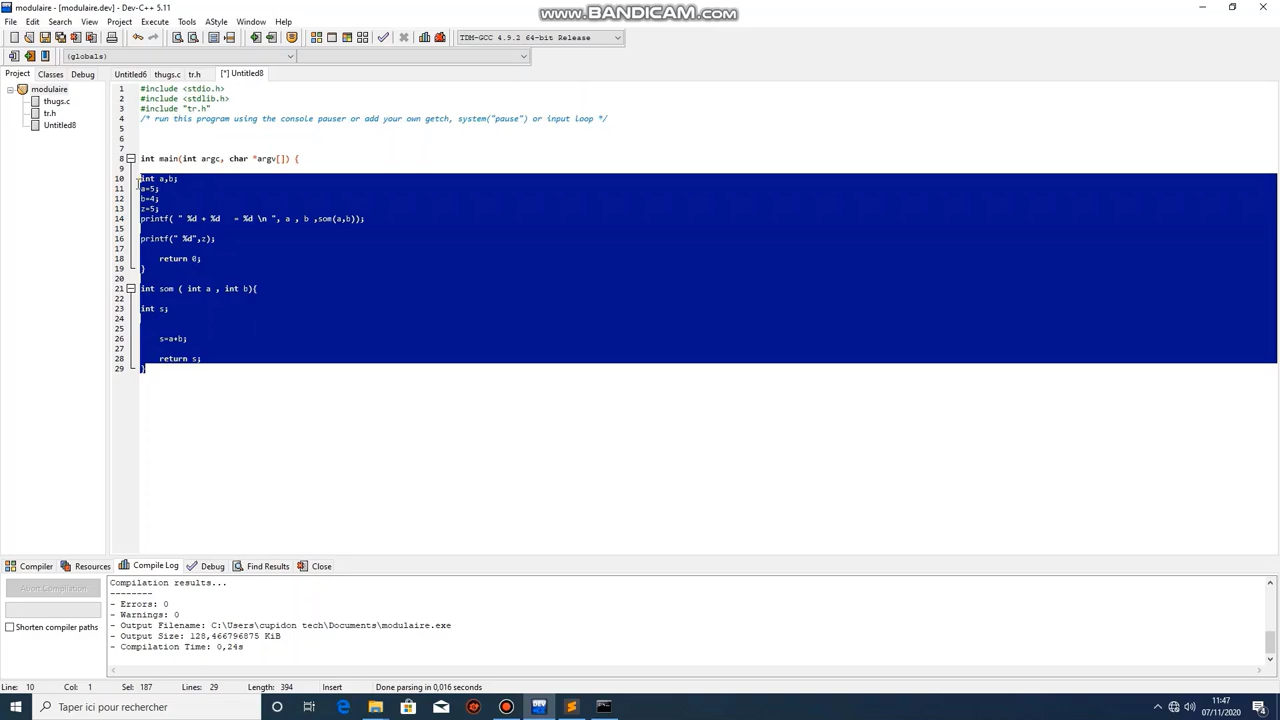 modulaire - [modulaire.dev] - Dev-C++ 5.11
www.BANDICAM.com
File Edit Search View Project Execute Tools AStyle Window Help
TDM-GCC 4.9.2 64-bit Release
(globals)
Project Classes Debug
Untitled6 thugs.c tr.h [*] Untitled8
modulaire
thugs.c
tr.h
Untitled8
1 #include <stdio.h>
2 #include <stdlib.h>
3 #include "tr.h"
4 /* run this program using the console pauser or add your own getch, system("pause") or input loop */
5
6
7
8 int main(int argc, char *argv[]) {
9
10 int a,b;
11 a=5;
12 b=4;
13 z=5;
14 printf( " %d + %d   = %d \n ", a , b ,som(a,b));
15
16 printf(" %d",z);
17
18 return 0;
19 }
20
21 int som ( int a , int b){
22
23 int s;
24
25
26 s=a+b;
27
28 return s;
29 }
Compiler Resources Compile Log Debug Find Results Close
Abort Compilation
Shorten compiler paths
Compilation results...
--------
- Errors: 0
- Warnings: 0
- Output Filename: C:\Users\cupidon tech\Documents\modulaire.exe
- Output Size: 128,466796875 KiB
- Compilation Time: 0,24s
Line: 10 Col: 1 Sel: 187 Lines: 29 Length: 394 Insert Done parsing in 0,016 seconds
Taper ici pour rechercher
DEV
11:47
07/11/2020
4